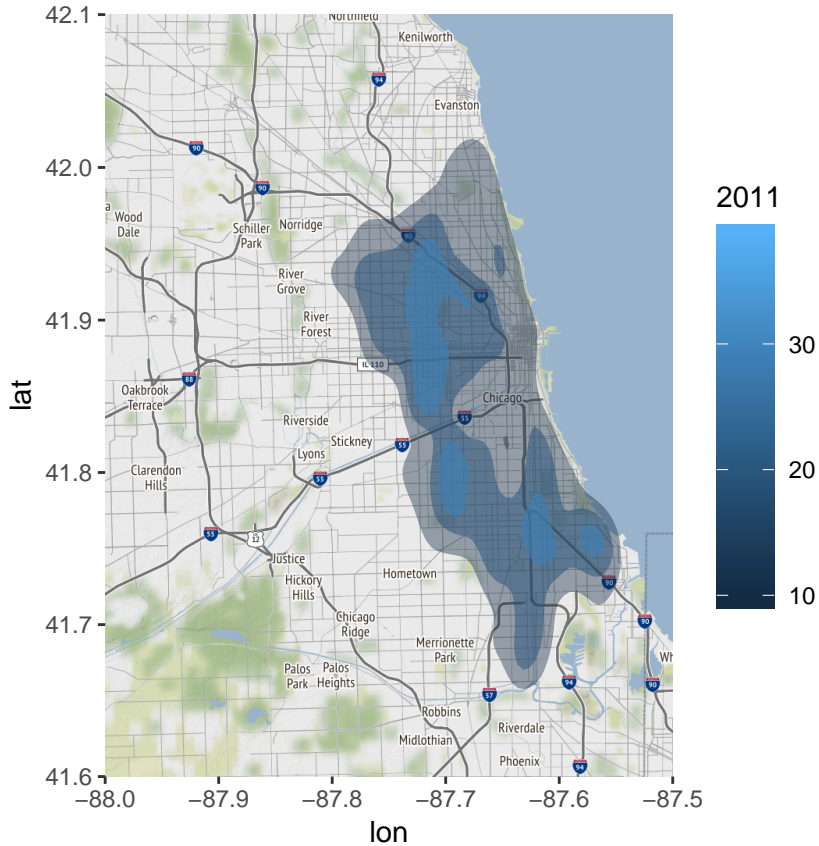 42.1
42.0
41.9
41.8
41.7
41.6
lat
Northfield
Kenilworth
94
Evanston
90
90
a
Wood
Dale
Schiller
Park
Norridge
90
River
Grove
94
River
Forest
IL 110
88
Oakbrook
Terrace
Chicago
Riverside
55
Stickney
55
Lyons
Clarendon
Hills
55
55
12
Justice
Hometown
Hickory
Hills
90
Chicago
Ridge
90
Merrionette
Park
Wh
Palos
Park
Palos
Heights
94
90
57
Robbins
Riverdale
Midlothian
Phoenix
94
−88.0
−87.9
−87.8
−87.7
−87.6
−87.5
lon
2011
30
20
10